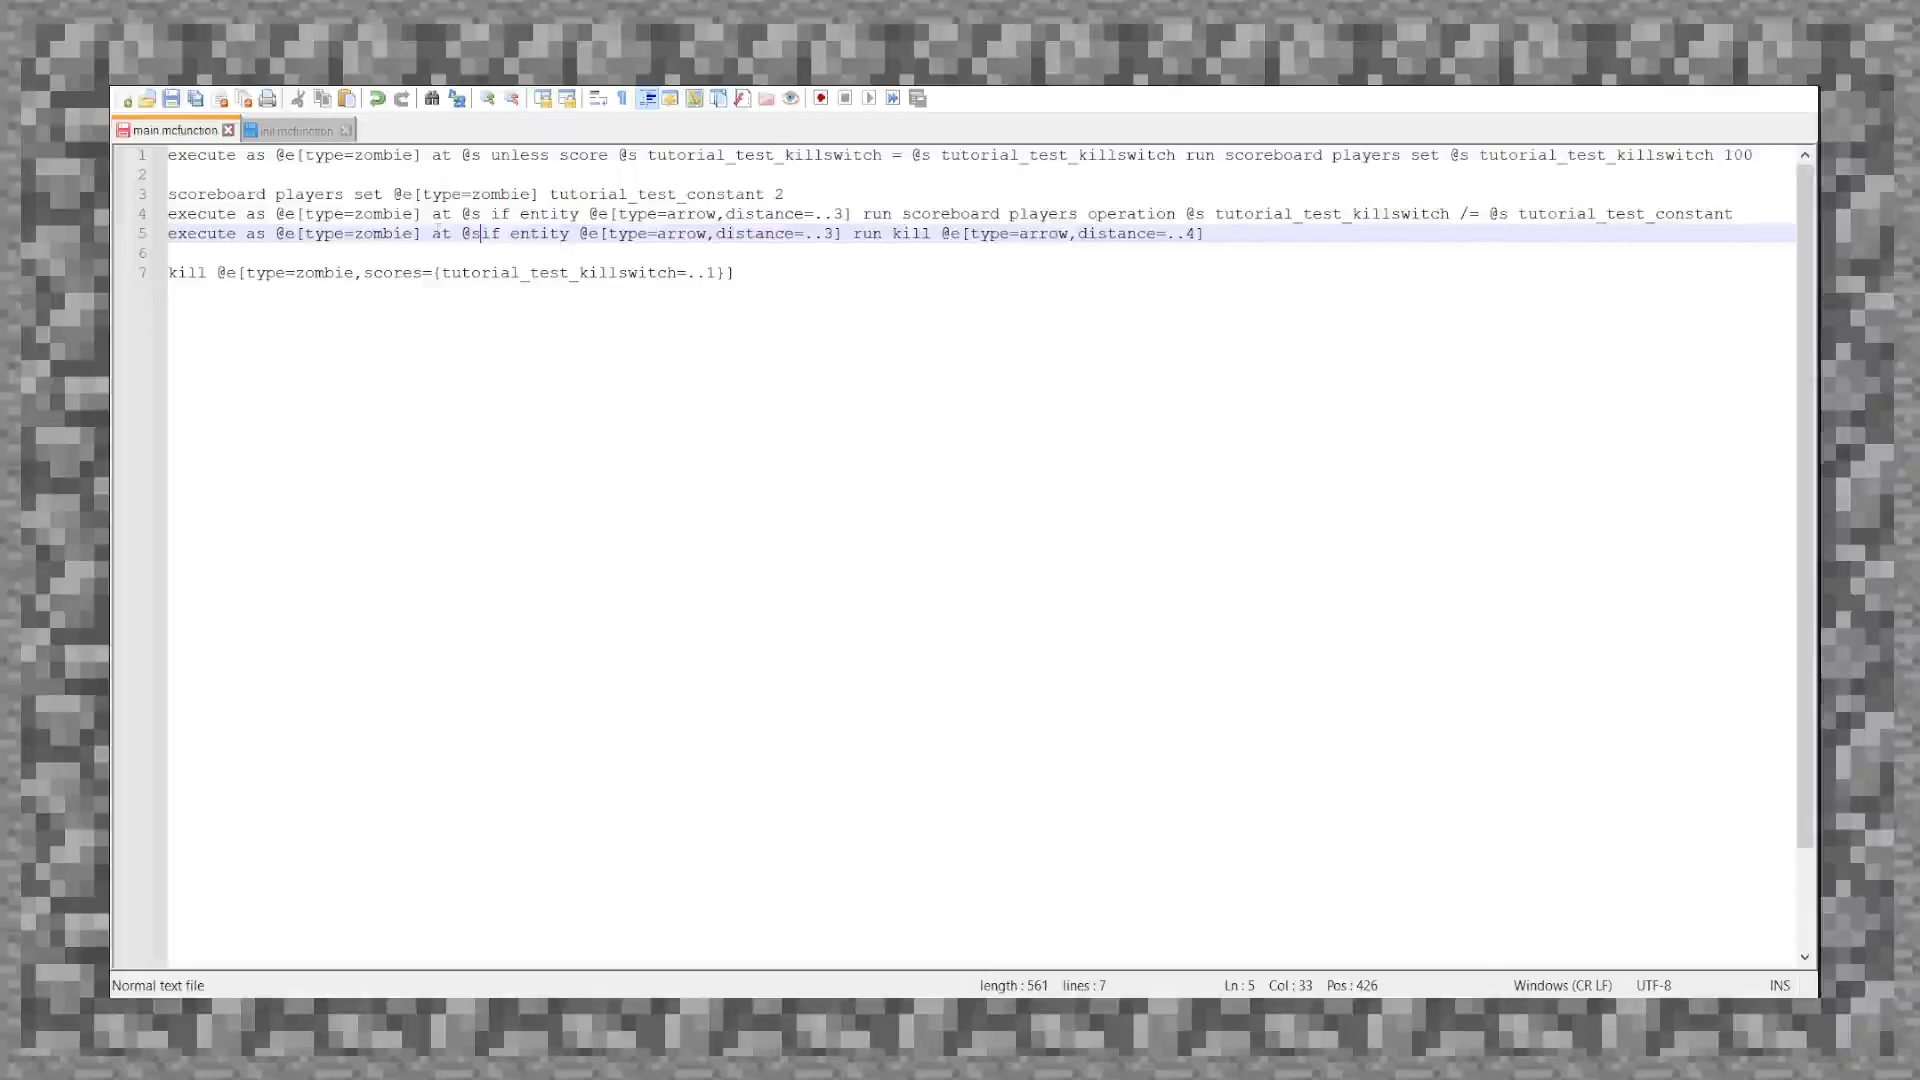 main.mcfunction init.mcfunction
1 execute as @e[type=zombie] at @s unless score @s tutorial_test_killswitch = @s tutorial_test_killswitch run scoreboard players set @s tutorial_test_killswitch 100
2
3 scoreboard players set @e[type=zombie] tutorial_test_constant 2
4 execute as @e[type=zombie] at @s if entity @e[type=arrow,distance=..3] run scoreboard players operation @s tutorial_test_killswitch /= @s tutorial_test_constant
5 execute as @e[type=zombie] at @sif entity @e[type=arrow,distance=..3] run kill @e[type=arrow,distance=..4]
6
7 kill @e[type=zombie,scores={tutorial_test_killswitch=..1}]
Normal text file length : 561 lines : 7 Ln : 5 Col : 33 Pos : 426 Windows (CR LF) UTF-8 INS